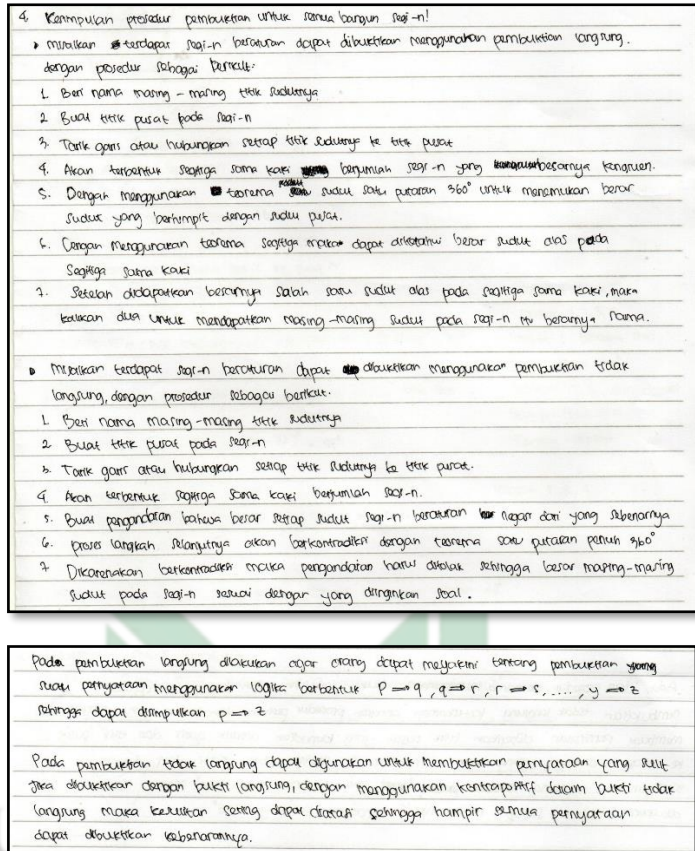 4. Kesimpulan prosedur pembuktian untuk semua bangun segi-n!
• misalkan terdapat segi-n beraturan dapat dibuktikan menggunakan pembuktian langsung.
dengan prosedur sebagai berikut:
1. Beri nama masing-masing titik sudutnya
2 Buat titik pusat pada segi-n
3. Tarik garis atau hubungkan setiap titik sudutnya ke titik pusat
4. Akan terbentuk segitiga sama kaki berjumlah segi-n yang besarnya kongruen.
5. Dengan menggunakan teorema sudut satu putaran 360° untuk menemukan besar
sudut yang berhimpit dengan sudut pusat.
6. Dengan menggunakan teorema segitiga maka dapat diketahui besar sudut alas pada
segitiga sama kaki
7. Setelah didapatkan besarnya salah satu sudut alas pada segitiga sama kaki, maka
kalikan dua untuk mendapatkan masing-masing sudut pada segi-n itu besarnya sama.
• misalkan terdapat segi-n beraturan dapat dibuktikan menggunakan pembuktian tidak
langsung, dengan prosedur sebagai berikut.
1. Beri nama masing-masing titik sudutnya
2 Buat titik pusat pada segi-n
3. Tarik garis atau hubungkan setiap titik sudutnya ke titik pusat.
4. Akan terbentuk segitiga sama kaki berjumlah segi-n.
5. Buat pengandaian bahwa besar setiap sudut segi-n beraturan negasi dari yang sebenarnya
6. proses langkah selanjutnya akan berkontradiksi dengan teorema satu putaran penuh 360°
7 Dikarenakan berkontradiksi maka pengandaian harus ditolak sehingga besar masing-masing
sudut pada segi-n sesuai dengan yang diinginkan soal.
Pada pembuktian langsung dilakukan agar orang dapat meyakini tentang pembuktian
suatu pernyataan menggunakan logika berbentuk P ⇒ q, q ⇒ r, r ⇒ s, ...., y ⇒ z
sehingga dapat disimpulkan p ⇒ z
Pada pembuktian tidak langsung dapat digunakan untuk membuktikan pernyataan yang sulit
jika dibuktikan dengan bukti langsung, dengan menggunakan kontrapositif dalam bukti tidak
langsung maka kesulitan sering dapat diatasi sehingga hampir semua pernyataan
dapat dibuktikan kebenarannya.